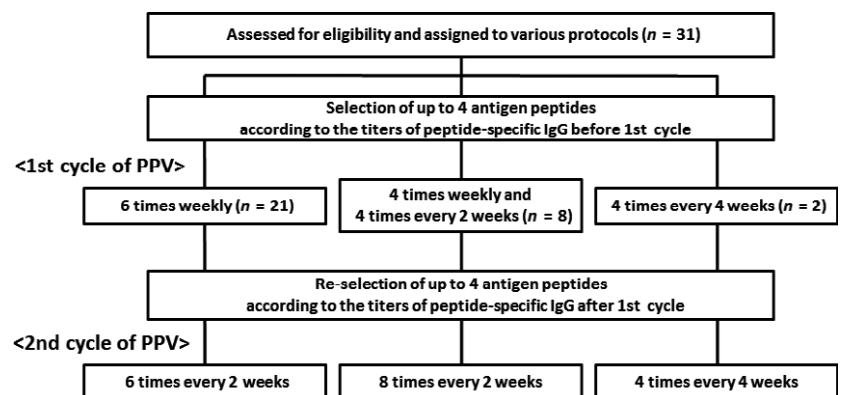 Assessed for eligibility and assigned to various protocols (n = 31)
Selection of up to 4 antigen peptides
according to the titers of peptide-specific IgG before 1st cycle
<1st cycle of PPV>
6 times weekly (n = 21)
4 times weekly and
4 times every 2 weeks (n = 8)
4 times every 4 weeks (n = 2)
Re-selection of up to 4 antigen peptides
according to the titers of peptide-specific IgG after 1st cycle
<2nd cycle of PPV>
6 times every 2 weeks
8 times every 2 weeks
4 times every 4 weeks